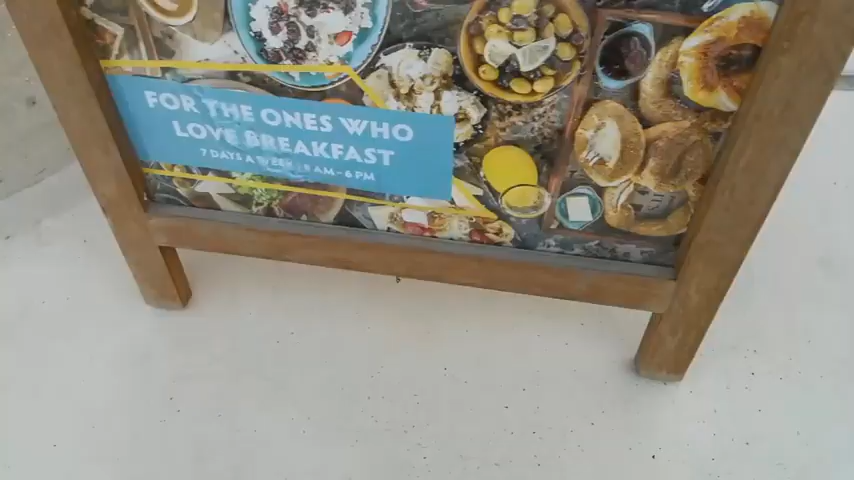 FOR THE ONES WHO
LOVE BREAKFAST
7 DAYS A WEEK 8 AM–6 PM